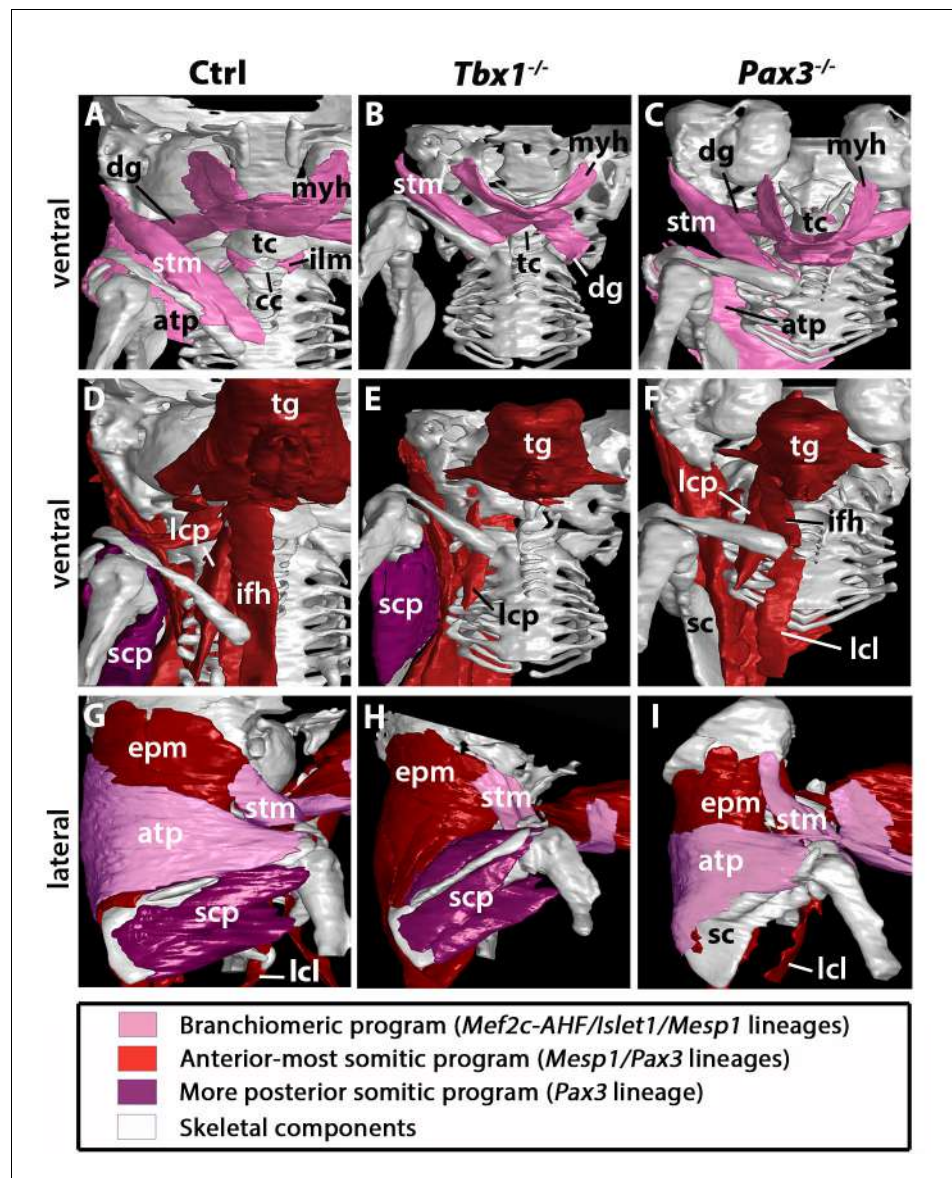 Ctrl Tbx1-/- Pax3-/-
ventral
A
dg
myh
tc
ilm
stm
cc
atp
B
stm
myh
tc
dg
C
dg
myh
tc
stm
atp
ventral
D
tg
lcp
ifh
scp
E
tg
scp
lcp
F
tg
lcp
ifh
sc
lcl
lateral
G
epm
stm
atp
scp
lcl
H
epm
stm
scp
I
epm
stm
atp
sc
lcl
Branchiomeric program (Mef2c-AHF/Islet1/Mesp1 lineages)
Anterior-most somitic program (Mesp1/Pax3 lineages)
More posterior somitic program (Pax3 lineage)
Skeletal components